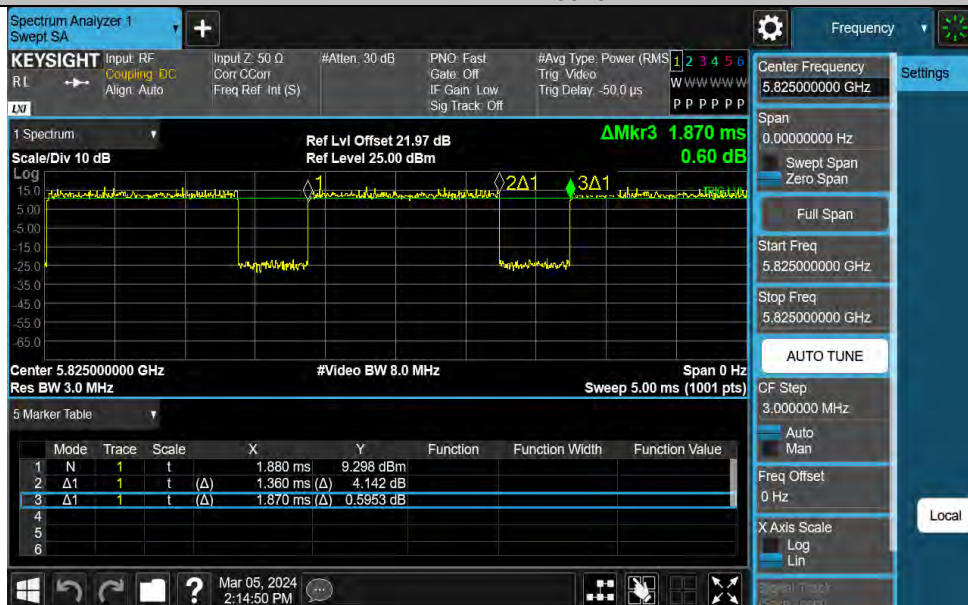 Spectrum Analyzer 1
Swept SA
+
Frequency
KEYSIGHT
RL
LXI
Input: RF
Coupling: DC
Align: Auto
Input Z: 50 Ω
Corr CCorr
Freq Ref: Int (S)
#Atten: 30 dB
PNO: Fast
Gate: Off
IF Gain: Low
Sig Track: Off
#Avg Type: Power (RMS
Trig: Video
Trig Delay: -50.0 µs
1 2 3 4 5 6
W W W W W W
P P P P P P
1 Spectrum
Scale/Div 10 dB
Ref Lvl Offset 21.97 dB
Ref Level 25.00 dBm
ΔMkr3 1.870 ms
0.60 dB
Log
15.0
5.00
-5.00
-15.0
-25.0
-35.0
-45.0
-55.0
-65.0
1
2Δ1
3Δ1
Center 5.825000000 GHz
#Video BW 8.0 MHz
Span 0 Hz
Res BW 3.0 MHz
Sweep 5.00 ms (1001 pts)
5 Marker Table
Mode Trace Scale X Y Function Function Width Function Value
1 N 1 t 1.880 ms 9.298 dBm
2 Δ1 1 t (Δ) 1.360 ms (Δ) 4.142 dB
3 Δ1 1 t (Δ) 1.870 ms (Δ) 0.5953 dB
4
5
6
?
Mar 05, 2024
2:14:50 PM
Center Frequency
5.825000000 GHz
Span
0.00000000 Hz
Swept Span
Zero Span
Full Span
Start Freq
5.825000000 GHz
Stop Freq
5.825000000 GHz
AUTO TUNE
CF Step
3.000000 MHz
Auto
Man
Freq Offset
0 Hz
X Axis Scale
Log
Lin
Signal Track
Settings
Local